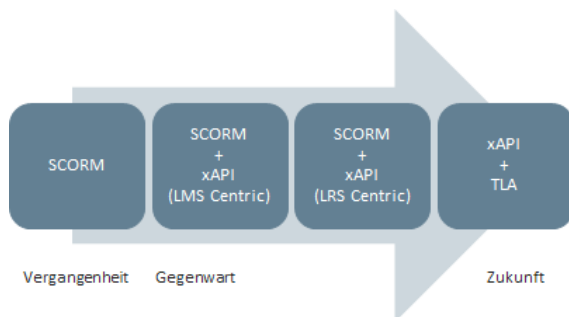 SCORM
SCORM
+
xAPI
(LMS Centric)
SCORM
+
xAPI
(LRS Centric)
xAPI
+
TLA
Vergangenheit
Gegenwart
Zukunft